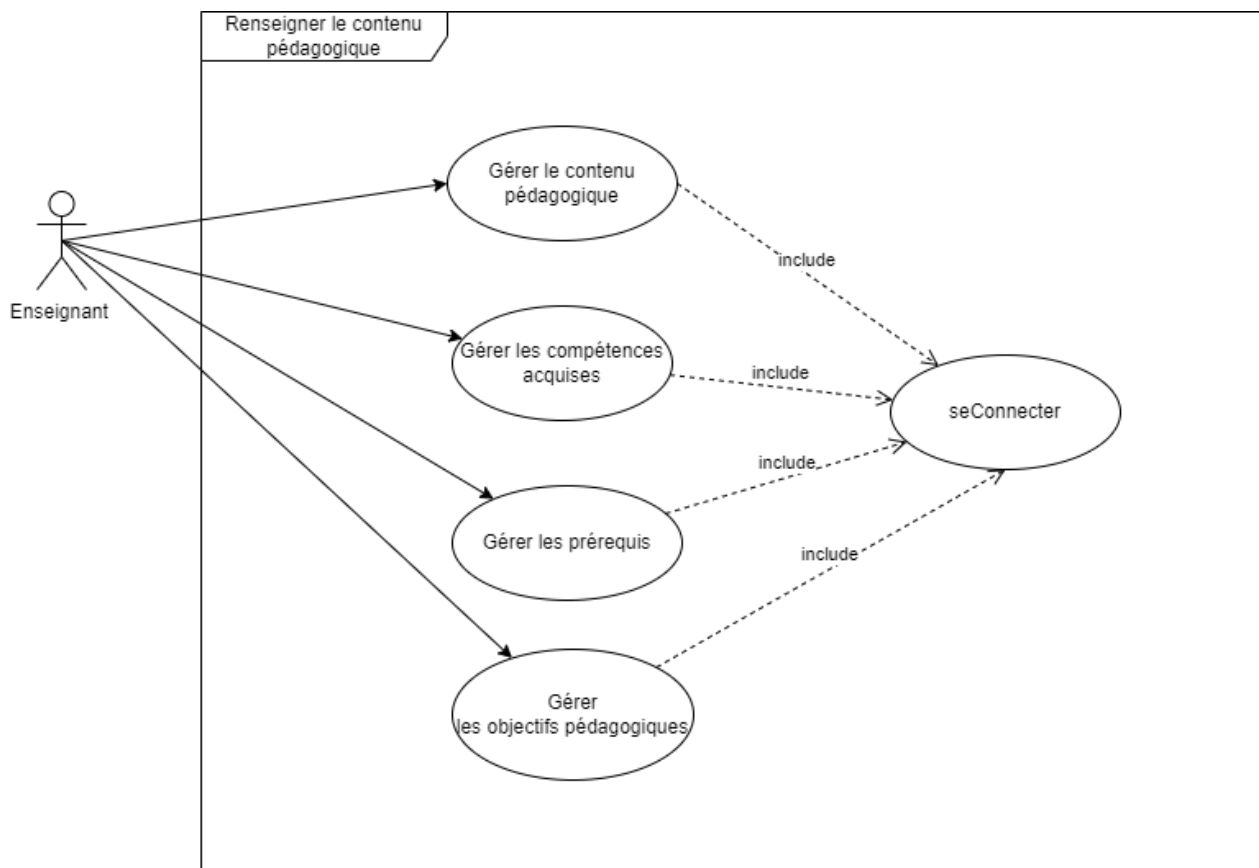 Renseigner le contenu
pédagogique
Gérer le contenu
pédagogique
include
Enseignant
Gérer les compétences
acquises
include
seConnecter
include
Gérer les prérequis
include
Gérer
les objectifs pédagogiques